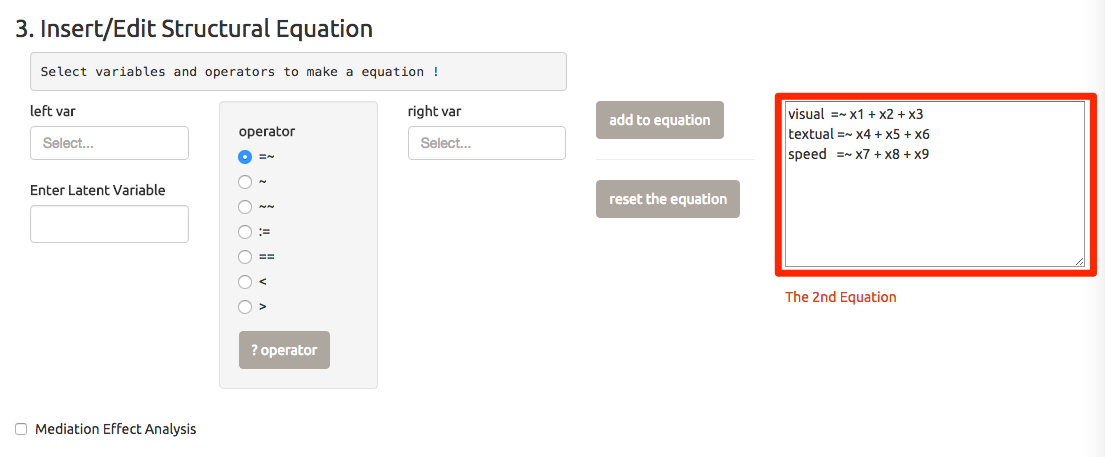 3. Insert/Edit Structural Equation
Select variables and operators to make a equation !
left var
Select...
Enter Latent Variable
operator
=~
~
~~
:=
==
<
>
? operator
right var
Select...
add to equation
reset the equation
visual =~ x1 + x2 + x3
textual =~ x4 + x5 + x6
speed =~ x7 + x8 + x9
The 2nd Equation
Mediation Effect Analysis